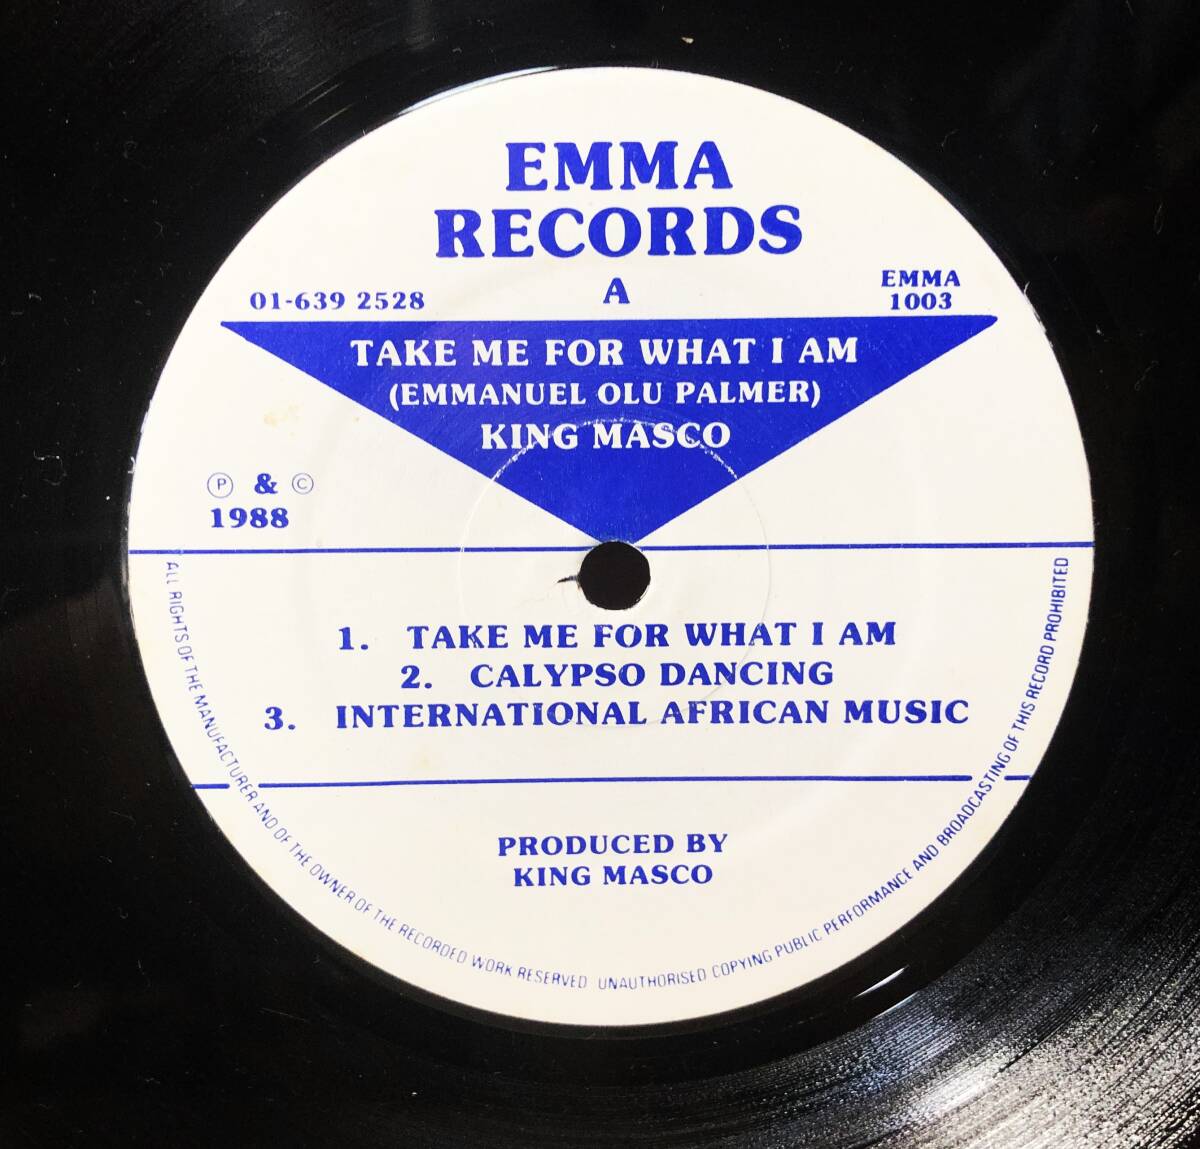 EMMA
RECORDS
A
01-639 2528
EMMA
1003
TAKE ME FOR WHAT I AM
(EMMANUEL OLU PALMER)
KING MASCO
Ⓟ & ©
1988
1. TAKE ME FOR WHAT I AM
2. CALYPSO DANCING
3. INTERNATIONAL AFRICAN MUSIC
PRODUCED BY
KING MASCO
ALL RIGHTS OF THE MANUFACTURER AND OF THE OWNER OF THE RECORDED WORK RESERVED UNAUTHORISED COPYING PUBLIC PERFORMANCE AND BROADCASTING OF THIS RECORD PROHIBITED